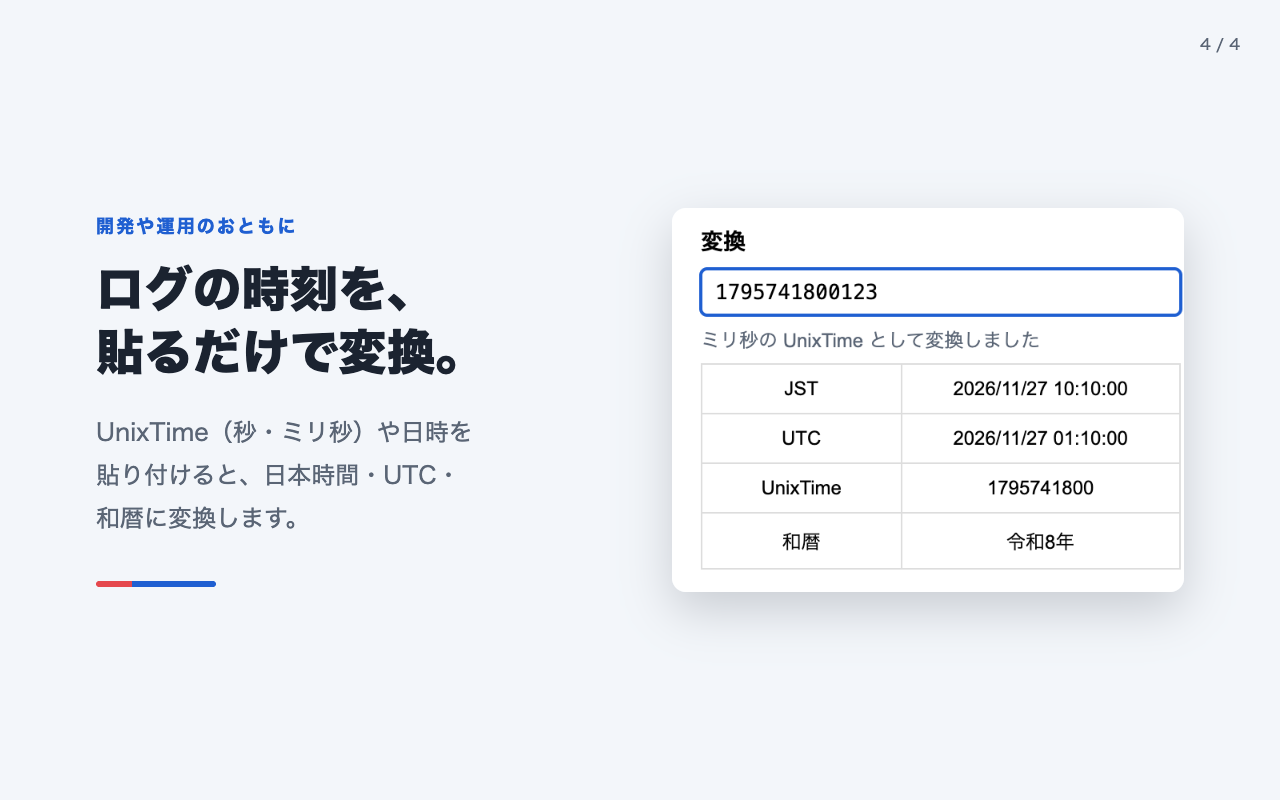 4 / 4
開発や運用のおともに
ログの時刻を、
貼るだけで変換。
UnixTime（秒・ミリ秒）や日時を
貼り付けると、日本時間・UTC・
和暦に変換します。
変換
1795741800123
ミリ秒の UnixTime として変換しました
JST 2026/11/27 10:10:00
UTC 2026/11/27 01:10:00
UnixTime 1795741800
和暦 令和8年